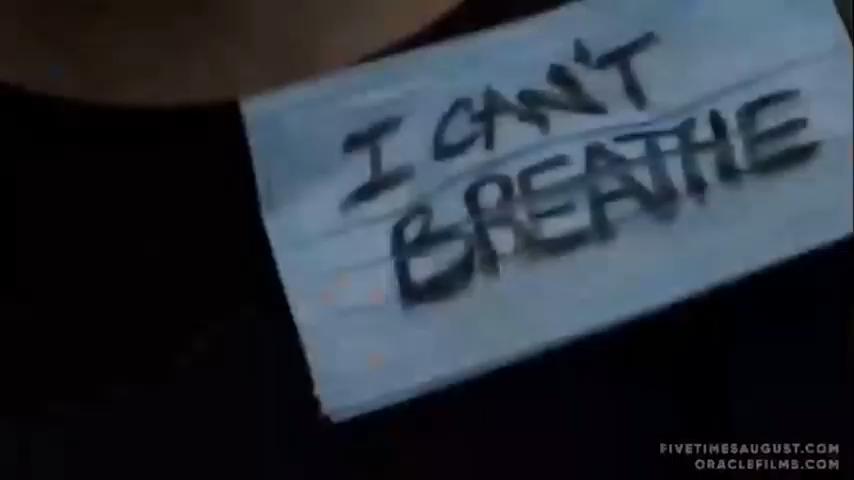 I CAN'T
BREATHE
FIVETIMESAUGUST.COM
ORACLEFILMS.COM